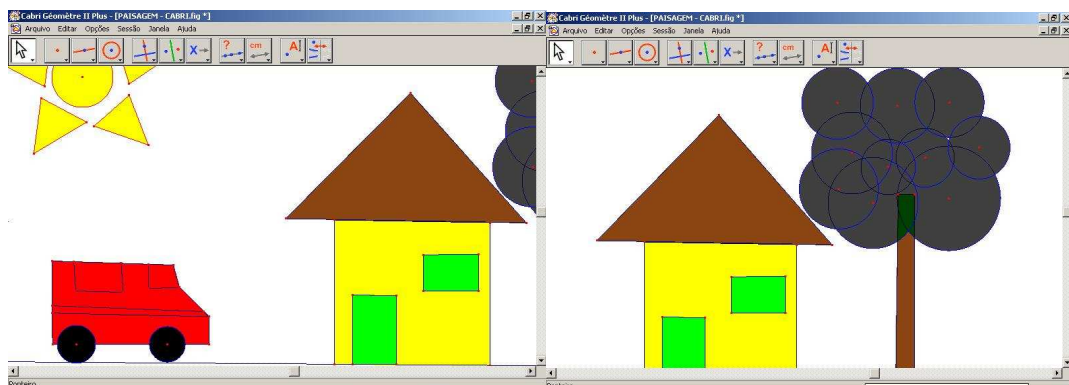 Cabri Géomètre II Plus - [PAISAGEM - CABRI.fig *]
Arquivo Editar Opções Sessão Janela Ajuda
? cm A X
Ponteiro
Cabri Géomètre II Plus - [PAISAGEM - CABRI.fig *]
Arquivo Editar Opções Sessão Janela Ajuda
? cm A X